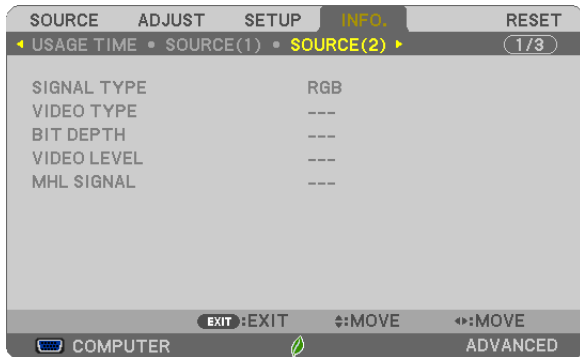 SOURCE ADJUST SETUP INFO. RESET
USAGE TIME • SOURCE(1) • SOURCE(2) 1/3
SIGNAL TYPE RGB
VIDEO TYPE ---
BIT DEPTH ---
VIDEO LEVEL ---
MHL SIGNAL ---
EXIT :EXIT :MOVE :MOVE
COMPUTER ADVANCED